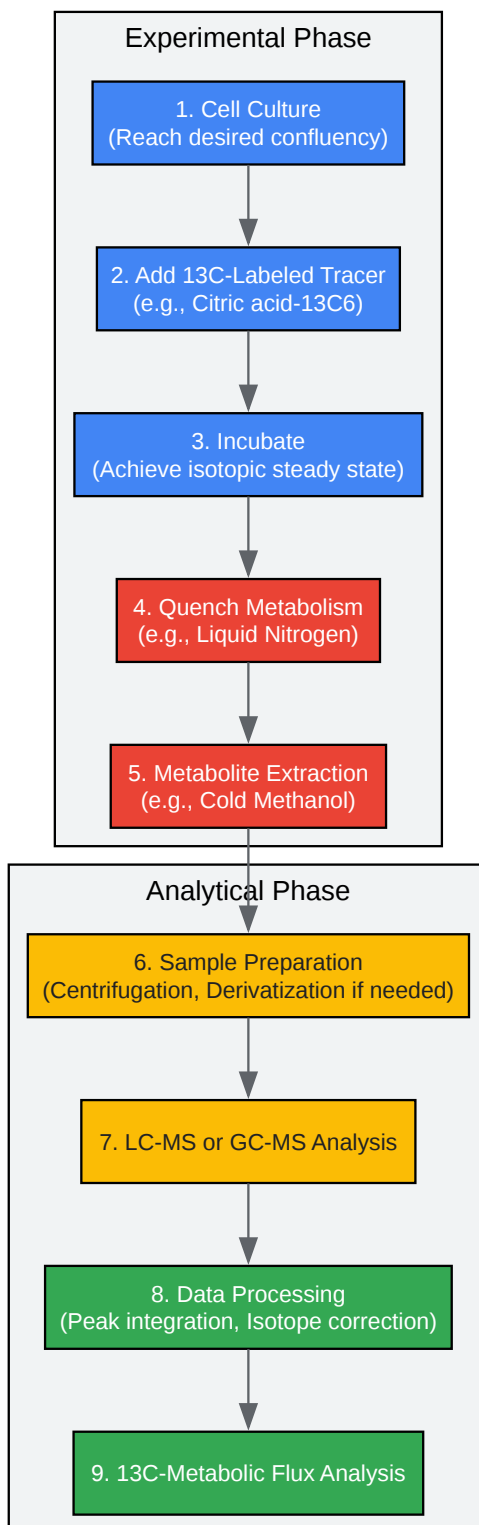 Experimental Phase
1. Cell Culture
(Reach desired confluency)
2. Add 13C-Labeled Tracer
(e.g., Citric acid-13C6)
3. Incubate
(Achieve isotopic steady state)
4. Quench Metabolism
(e.g., Liquid Nitrogen)
5. Metabolite Extraction
(e.g., Cold Methanol)
Analytical Phase
6. Sample Preparation
(Centrifugation, Derivatization if needed)
7. LC-MS or GC-MS Analysis
8. Data Processing
(Peak integration, Isotope correction)
9. 13C-Metabolic Flux Analysis